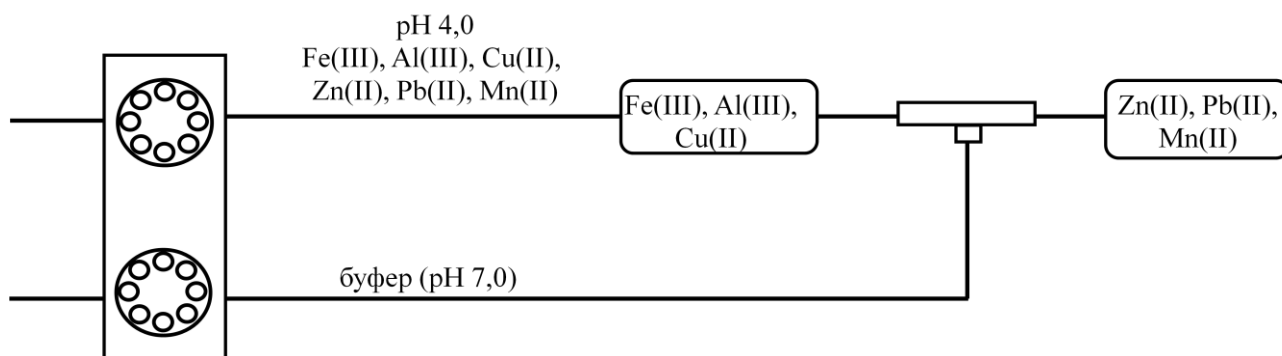 pH 4,0
Fe(III), Al(III), Cu(II),
Zn(II), Pb(II), Mn(II)
Fe(III), Al(III),
Cu(II)
Zn(II), Pb(II),
Mn(II)
буфер (pH 7,0)